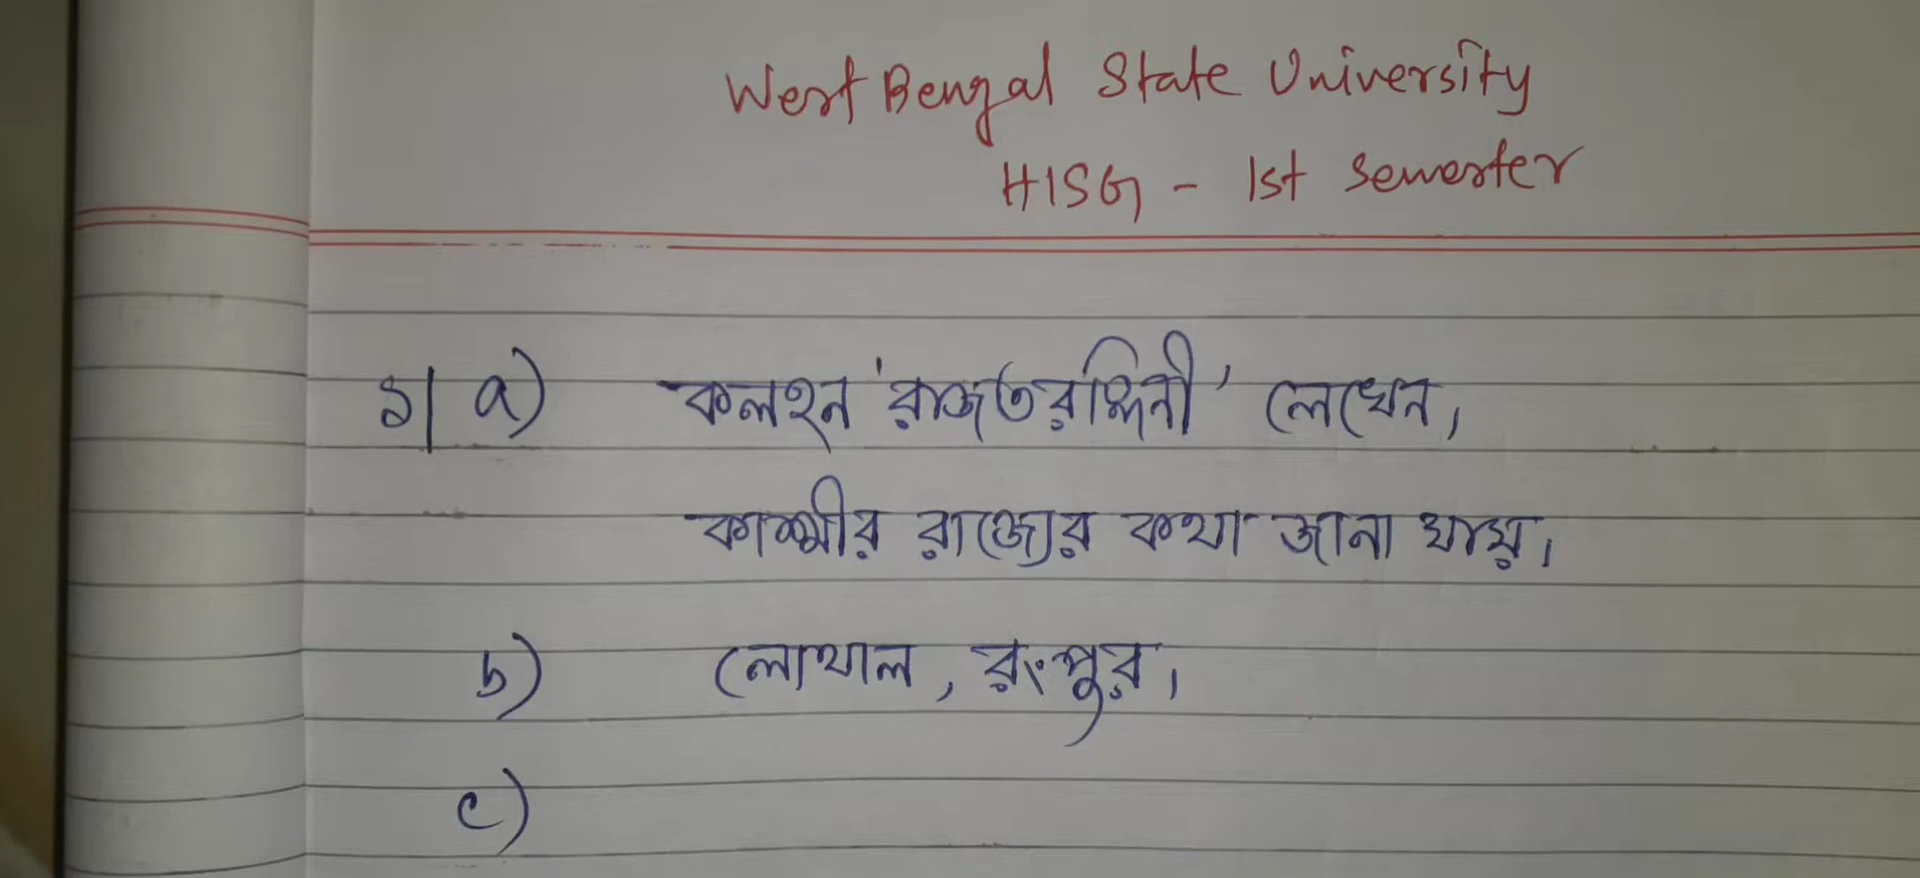 West Bengal State University
HISG - 1st Semester
১| a) কলহন 'রাজতরঙ্গিনী' লেখেন,
কাশ্মীর রাজ্যের কথা জানা যায়।
b) লোথাল, রংপুর।
c)